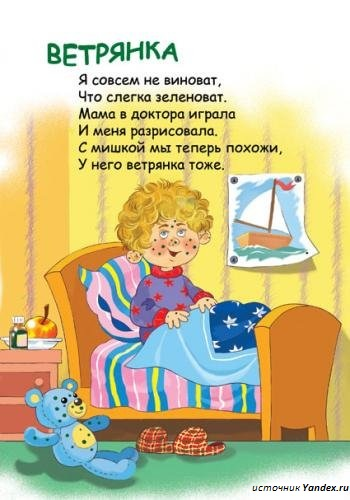 ВЕТРЯНКА
Я совсем не виноват,
Что слегка зеленоват.
Мама в доктора играла
И меня разрисовала.
С мишкой мы теперь похожи,
У него ветрянка тоже.
источник Yandex.ru